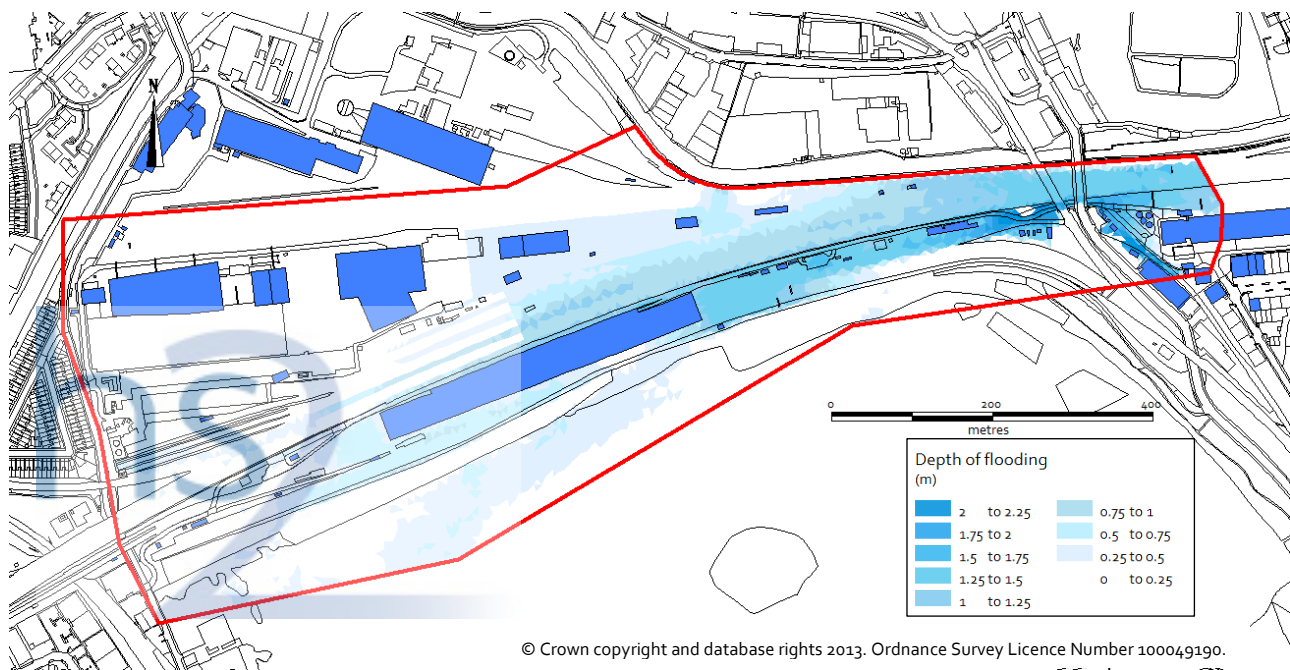 N
hs2
0 200 400
metres
Depth of flooding
(m)
2 to 2.25
1.75 to 2
1.5 to 1.75
1.25 to 1.5
1 to 1.25
0.75 to 1
0.5 to 0.75
0.25 to 0.5
0 to 0.25
© Crown copyright and database rights 2013. Ordnance Survey Licence Number 100049190.